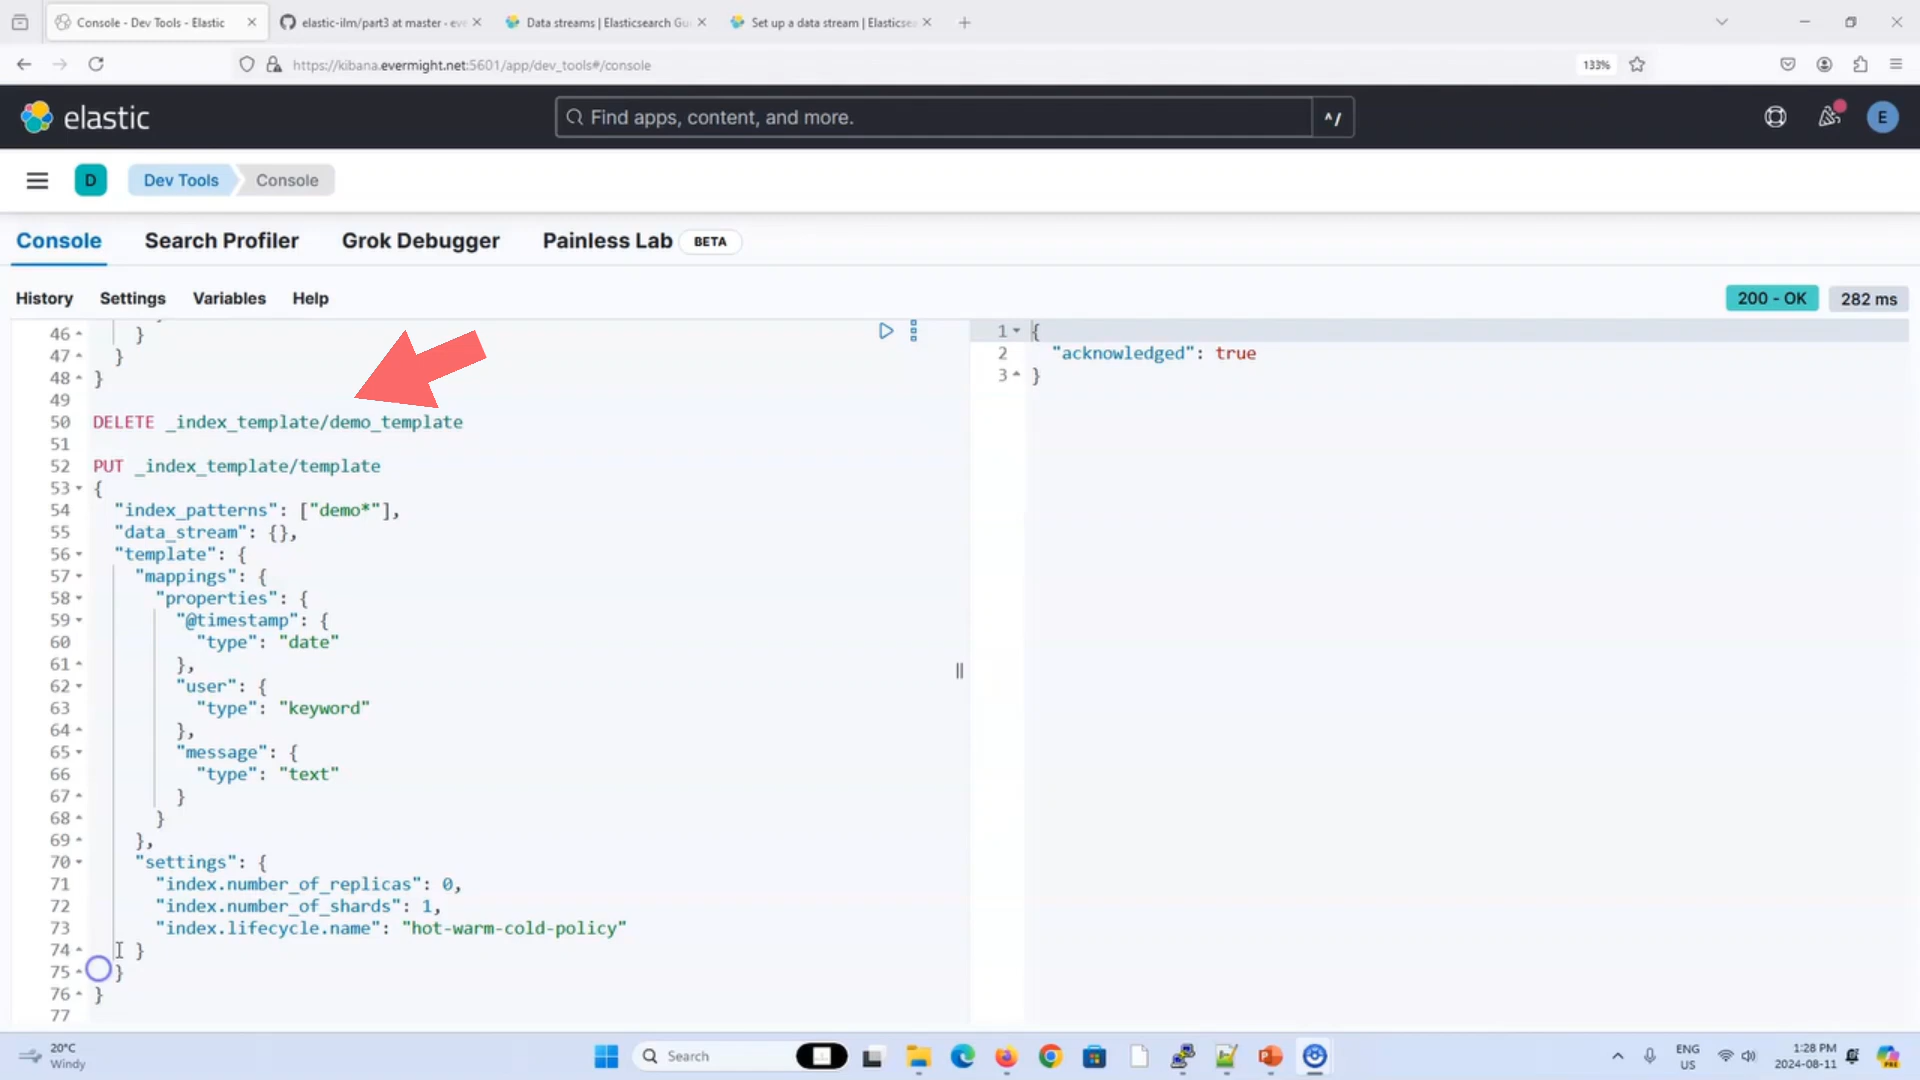 Console - Dev Tools - Elastic
elastic-ilm/part3 at master · eve
Data streams | Elasticsearch Gu
Set up a data stream | Elasticse
https://kibana.evermight.net:5601/app/dev_tools#/console
133%
elastic
Find apps, content, and more.
^/
E
D
Dev Tools
Console
Console
Search Profiler
Grok Debugger
Painless Lab
BETA
History
Settings
Variables
Help
200 - OK
282 ms
46 }
47 }
48 }
49
50 DELETE _index_template/demo_template
51
52 PUT _index_template/template
53 {
54 "index_patterns": ["demo*"],
55 "data_stream": {},
56 "template": {
57 "mappings": {
58 "properties": {
59 "@timestamp": {
60 "type": "date"
61 },
62 "user": {
63 "type": "keyword"
64 },
65 "message": {
66 "type": "text"
67 }
68 }
69 },
70 "settings": {
71 "index.number_of_replicas": 0,
72 "index.number_of_shards": 1,
73 "index.lifecycle.name": "hot-warm-cold-policy"
74 }
75 }
76 }
77
1 {
2 "acknowledged": true
3 }
20°C
Windy
Search
ENG
US
1:28 PM
2024-08-11
PRE